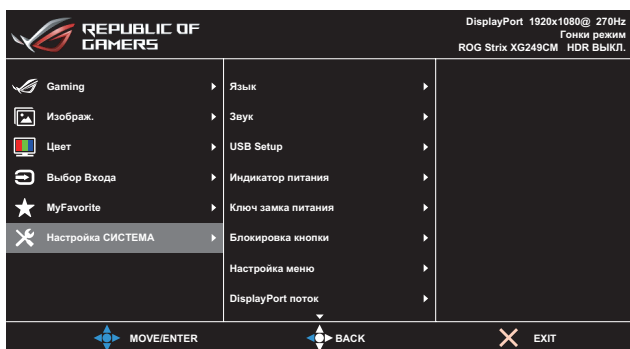 REPUBLIC OF
GAMERS
DisplayPort 1920x1080@ 270Hz
Гонки режим
ROG Strix XG249CM HDR ВЫКЛ.
Gaming
Изображ.
Цвет
Выбор Входа
MyFavorite
Настройка СИСТЕМА
Язык
Звук
USB Setup
Индикатор питания
Ключ замка питания
Блокировка кнопки
Настройка меню
DisplayPort поток
MOVE/ENTER
BACK
EXIT